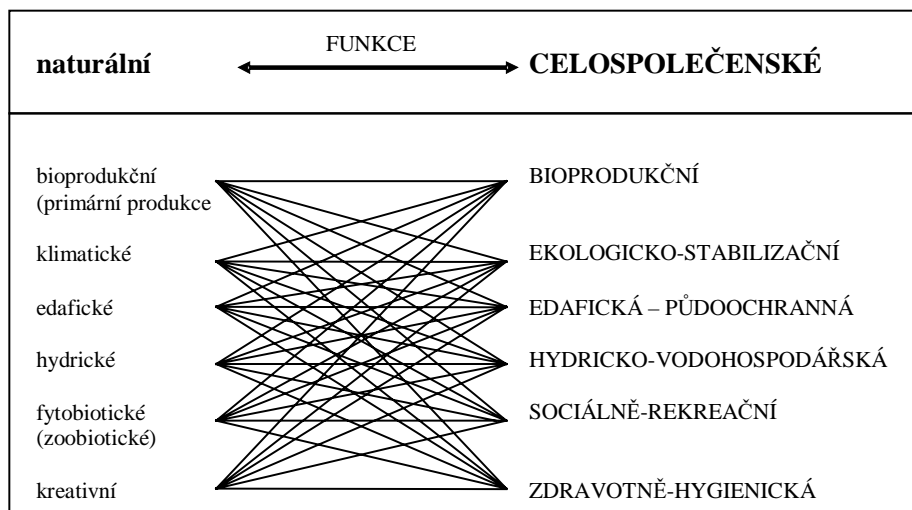 FUNKCE
naturální CELOSPOLEČENSKÉ
bioprodukční BIOPRODUKČNÍ
(primární produkce
klimatické EKOLOGICKO-STABILIZAČNÍ
edafické EDAFICKÁ – PŮDOOCHRANNÁ
hydrické HYDRICKO-VODOHOSPODÁŘSKÁ
fytobiotické SOCIÁLNĚ-REKREAČNÍ
(zoobiotické)
kreativní ZDRAVOTNĚ-HYGIENICKÁ